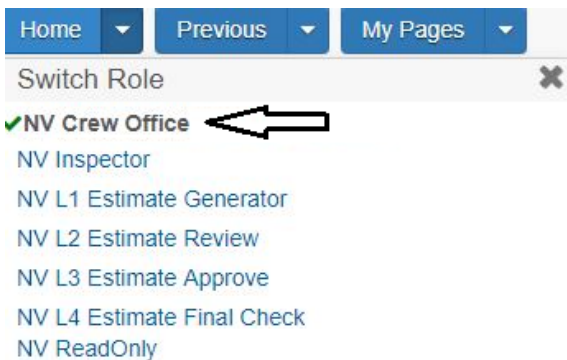 Home Previous My Pages
Switch Role
NV Crew Office
NV Inspector
NV L1 Estimate Generator
NV L2 Estimate Review
NV L3 Estimate Approve
NV L4 Estimate Final Check
NV ReadOnly